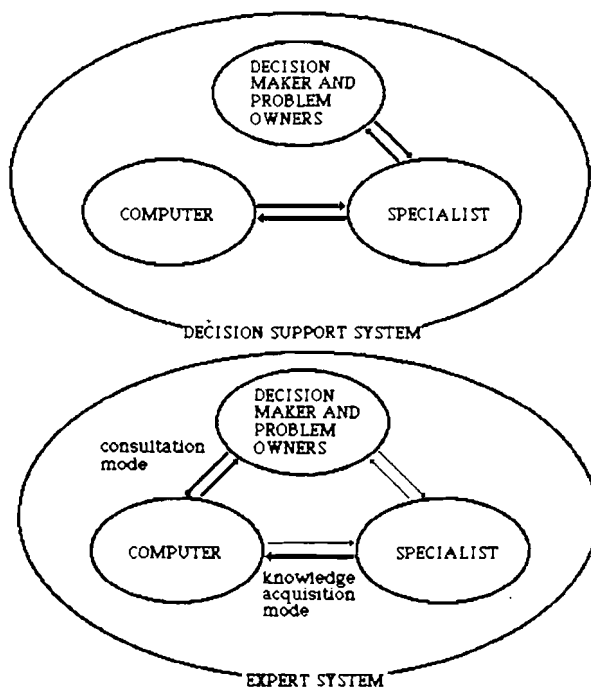 DECISION
MAKER AND
PROBLEM
OWNERS
COMPUTER
SPECIALIST
DECISION SUPPORT SYSTEM
DECISION
MAKER AND
PROBLEM
OWNERS
consultation
mode
COMPUTER
SPECIALIST
knowledge
acquisition
mode
EXPERT SYSTEM